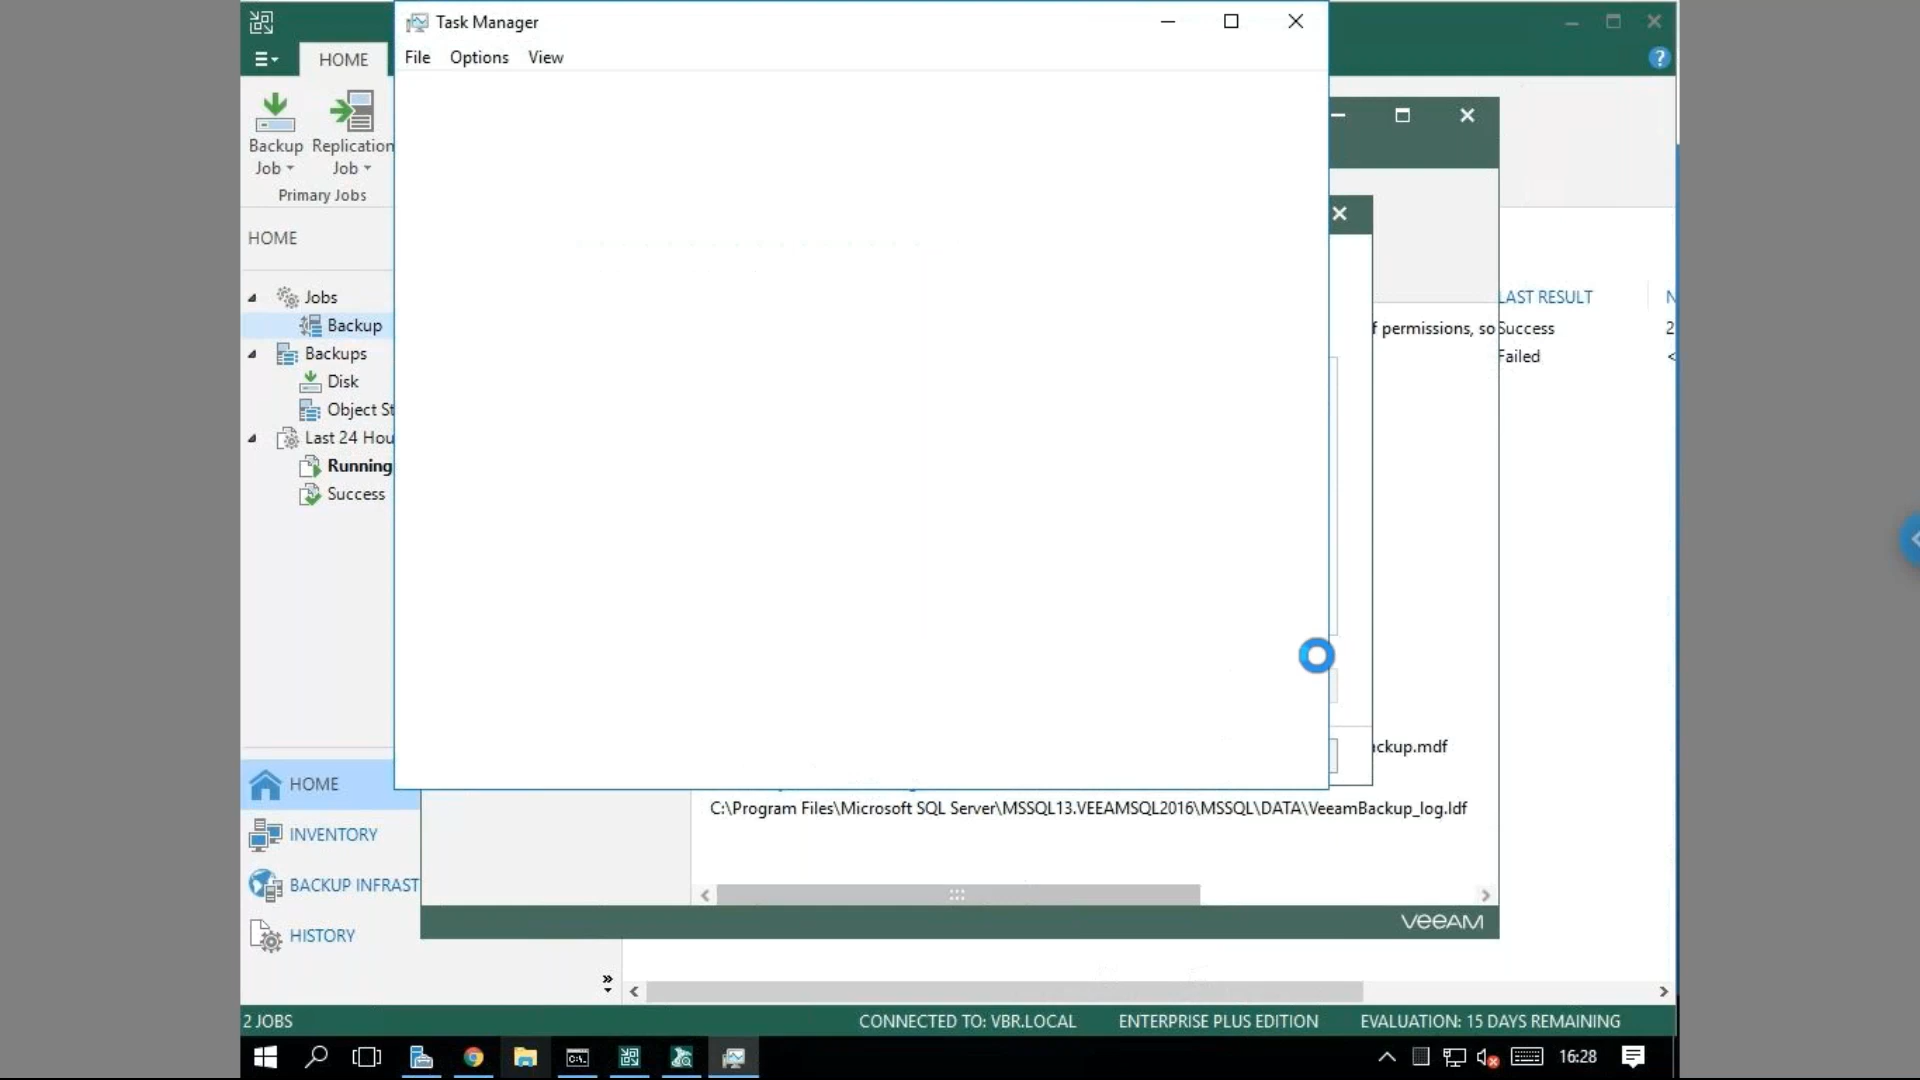 Task Manager
File Options View
HOME
Backup Job
Replication Job
Primary Jobs
HOME
Jobs
Backup
Backups
Disk
Object St
Last 24 Hou
Running
Success
HOME
INVENTORY
BACKUP INFRAST
HISTORY
LAST RESULT N
f permissions, so Success 2
Failed <
ckup.mdf
C:\Program Files\Microsoft SQL Server\MSSQL13.VEEAMSQL2016\MSSQL\DATA\VeeamBackup_log.ldf
VEEAM
2 JOBS CONNECTED TO: VBR.LOCAL ENTERPRISE PLUS EDITION EVALUATION: 15 DAYS REMAINING
16:28